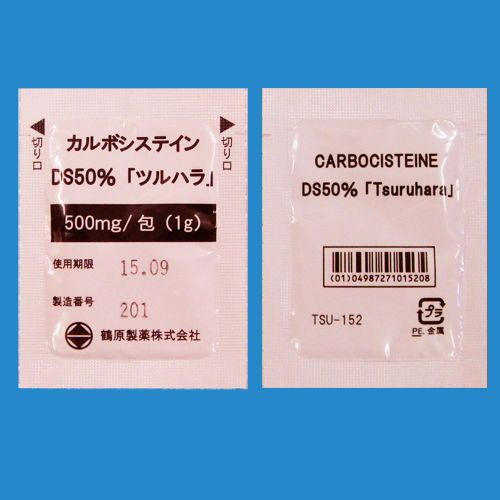 切り口
切り口
カルボシステイン
DS50% 「ツルハラ」
500mg/包 (1g)
使用期限 15.09
製造番号 201
鶴原製薬株式会社
CARBOCISTEINE
DS50% 「Tsuruhara」
(01)04987271015208
TSU-152
プラ
PE, 金属